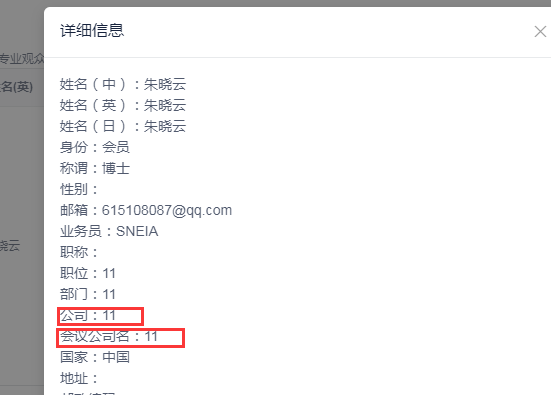 详细信息
专业观众
名(英)
晓云
姓名（中）：朱晓云
姓名（英）：朱晓云
姓名（日）：朱晓云
身份：会员
称谓：博士
性别：
邮箱：615108087@qq.com
业务员：SNEIA
职称：
职位：11
部门：11
公司：11
会议公司名：11
国家：中国
地址：